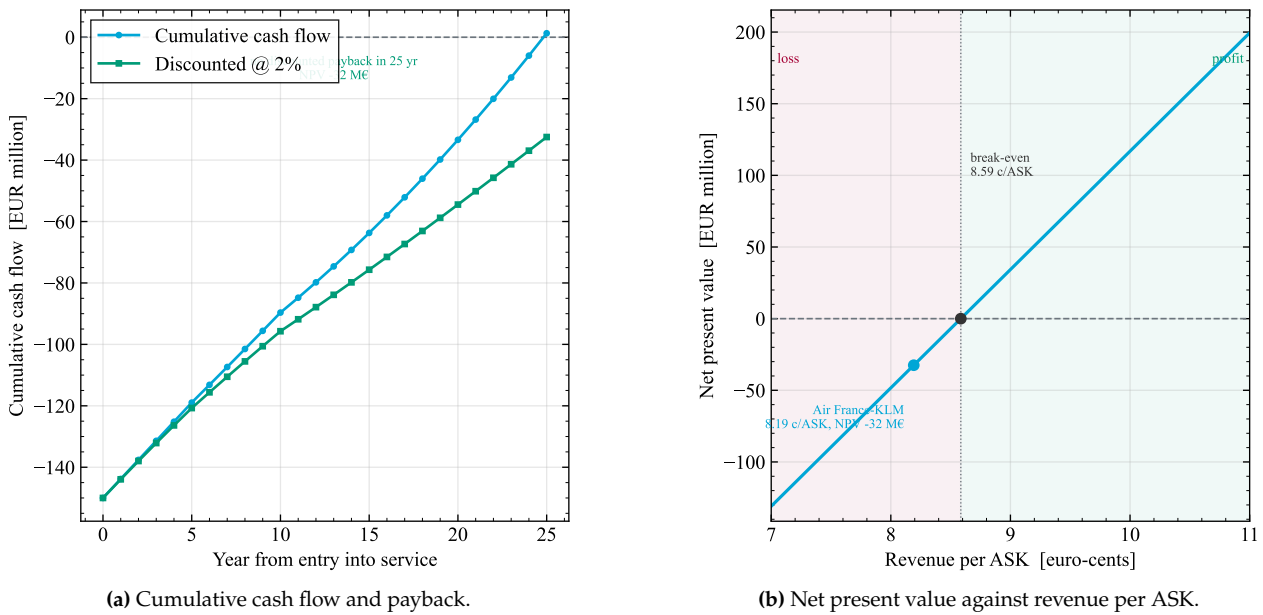 Cumulative cash flow
Discounted @ 2%
payback in 25 yr
M€
0
−20
−40
−60
−80
−100
−120
−140
Cumulative cash flow [EUR million]
0
5
10
15
20
25
Year from entry into service
(a) Cumulative cash flow and payback.
loss
profit
break-even
8.59 c/ASK
Air France-KLM
8.19 c/ASK, NPV -32 M€
200
150
100
50
0
−50
−100
Net present value [EUR million]
7
8
9
10
11
Revenue per ASK [euro-cents]
(b) Net present value against revenue per ASK.